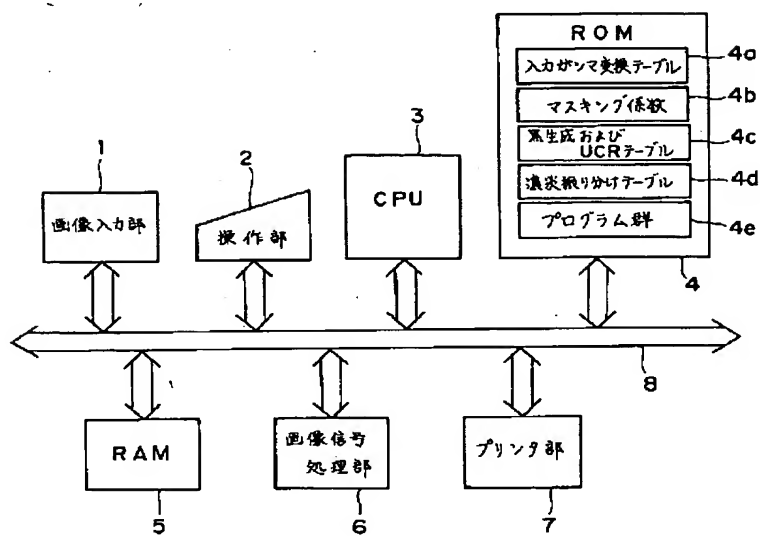 ROM
4a
入力ガンマ変換テーブル
4b
マスキング係数
4c
黒生成および
UCRテーブル
4d
濃淡振り分けテーブル
4e
プログラム群
4
3
CPU
2
操作部
1
画像入力部
8
RAM
5
画像信号
処理部
6
プリンタ部
7